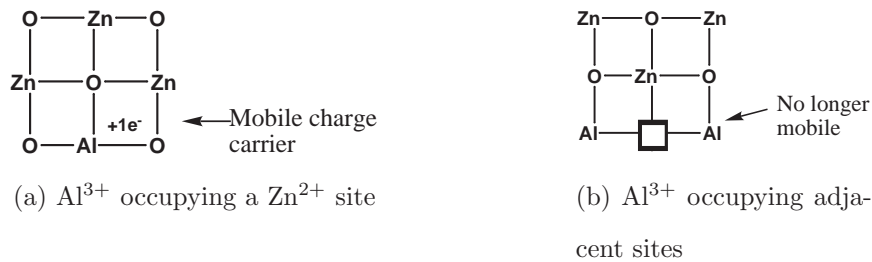 O Zn O
Zn O Zn
+1e-
O Al O
Mobile charge
carrier
(a) Al3+ occupying a Zn2+ site
Zn O Zn
O Zn O
Al Al
No longer
mobile
(b) Al3+ occupying adja-
cent sites